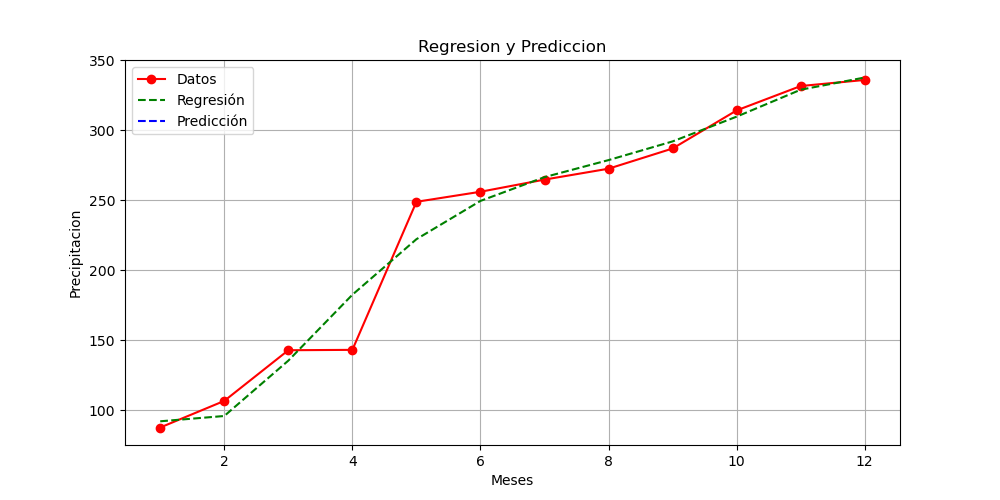 Regresion y Prediccion
Datos
Regresión
Predicción
Precipitacion
350
300
250
200
150
100
2 4 6 8 10 12
Meses